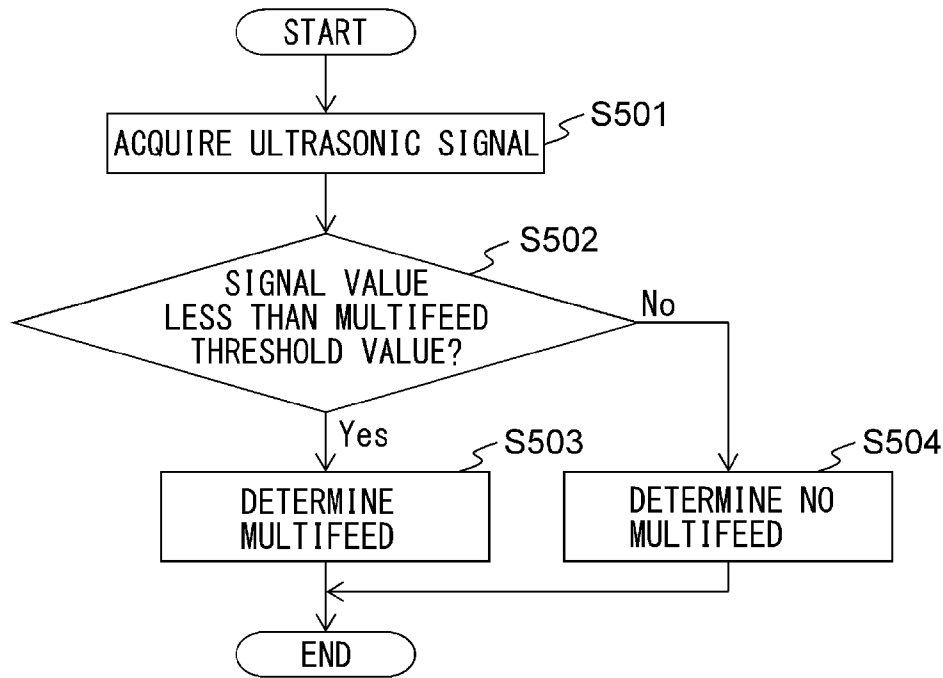 START
ACQUIRE ULTRASONIC SIGNAL
S501
S502
SIGNAL VALUE
LESS THAN MULTIFEED
THRESHOLD VALUE?
No
Yes
S503
DETERMINE
MULTIFEED
S504
DETERMINE NO
MULTIFEED
END